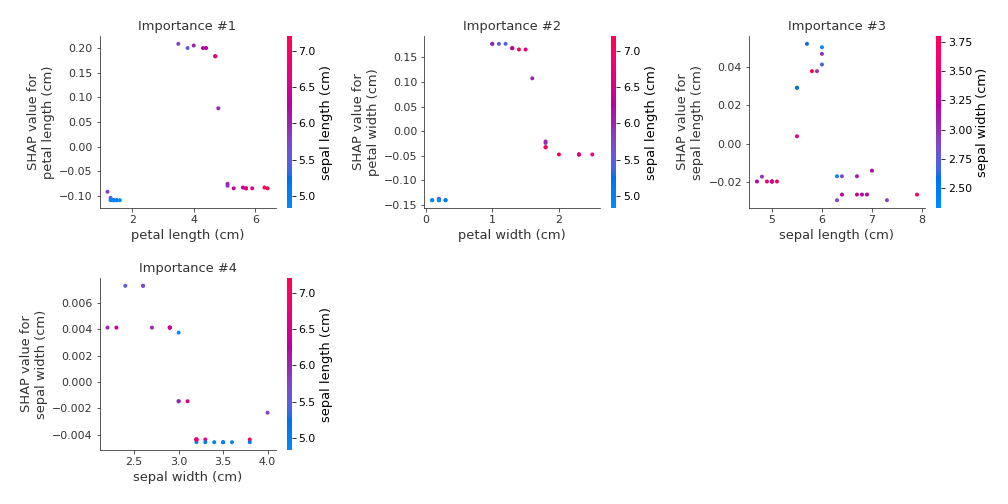 Importance #1
0.20
0.15
0.10
0.05
0.00
−0.05
−0.10
SHAP value for
petal length (cm)
2
4
6
petal length (cm)
7.0
6.5
6.0
5.5
5.0
sepal length (cm)
Importance #2
0.15
0.10
0.05
0.00
−0.05
−0.10
−0.15
SHAP value for
petal width (cm)
0
1
2
petal width (cm)
7.0
6.5
6.0
5.5
5.0
sepal length (cm)
Importance #3
0.04
0.02
0.00
−0.02
SHAP value for
sepal length (cm)
5
6
7
8
sepal length (cm)
3.75
3.50
3.25
3.00
2.75
2.50
sepal width (cm)
Importance #4
0.006
0.004
0.002
0.000
−0.002
−0.004
SHAP value for
sepal width (cm)
2.5
3.0
3.5
4.0
sepal width (cm)
7.0
6.5
6.0
5.5
5.0
sepal length (cm)